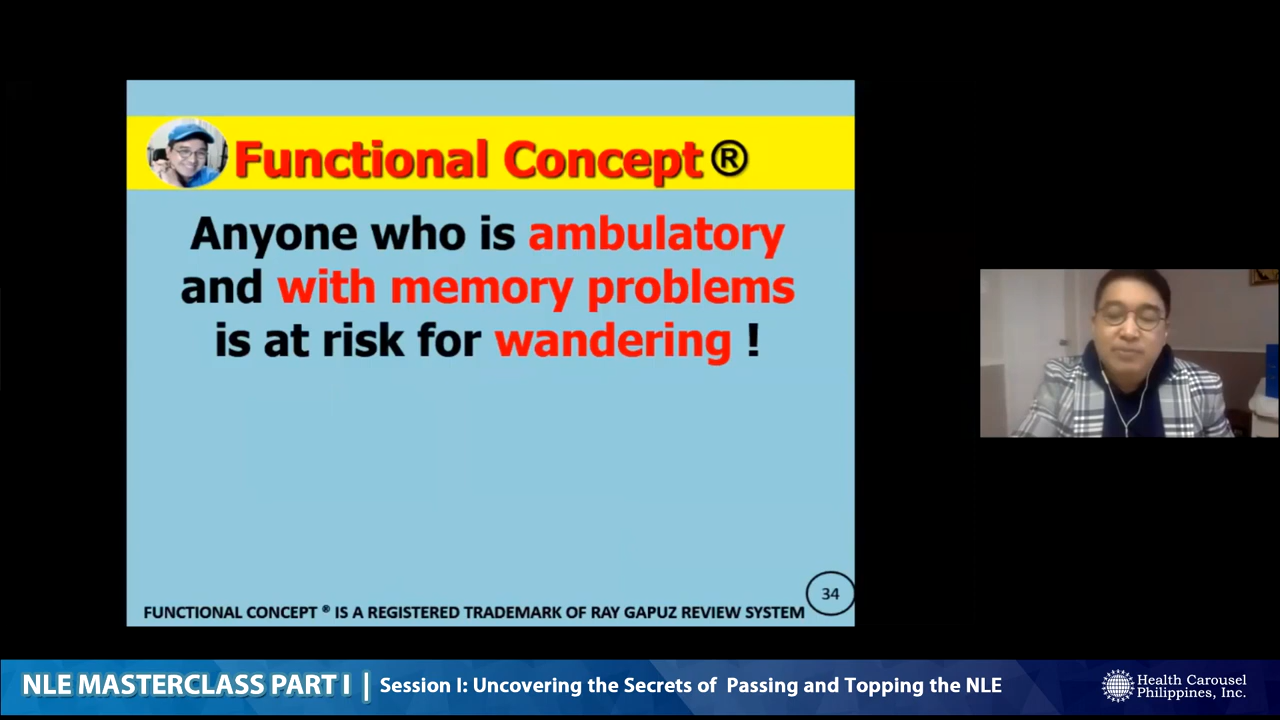 Functional Concept®
Anyone who is ambulatory
and with memory problems
is at risk for wandering !
34
FUNCTIONAL CONCEPT ® IS A REGISTERED TRADEMARK OF RAY GAPUZ REVIEW SYSTEM
NLE MASTERCLASS PART I | Session I: Uncovering the Secrets of Passing and Topping the NLE
Health Carousel
Philippines, Inc.